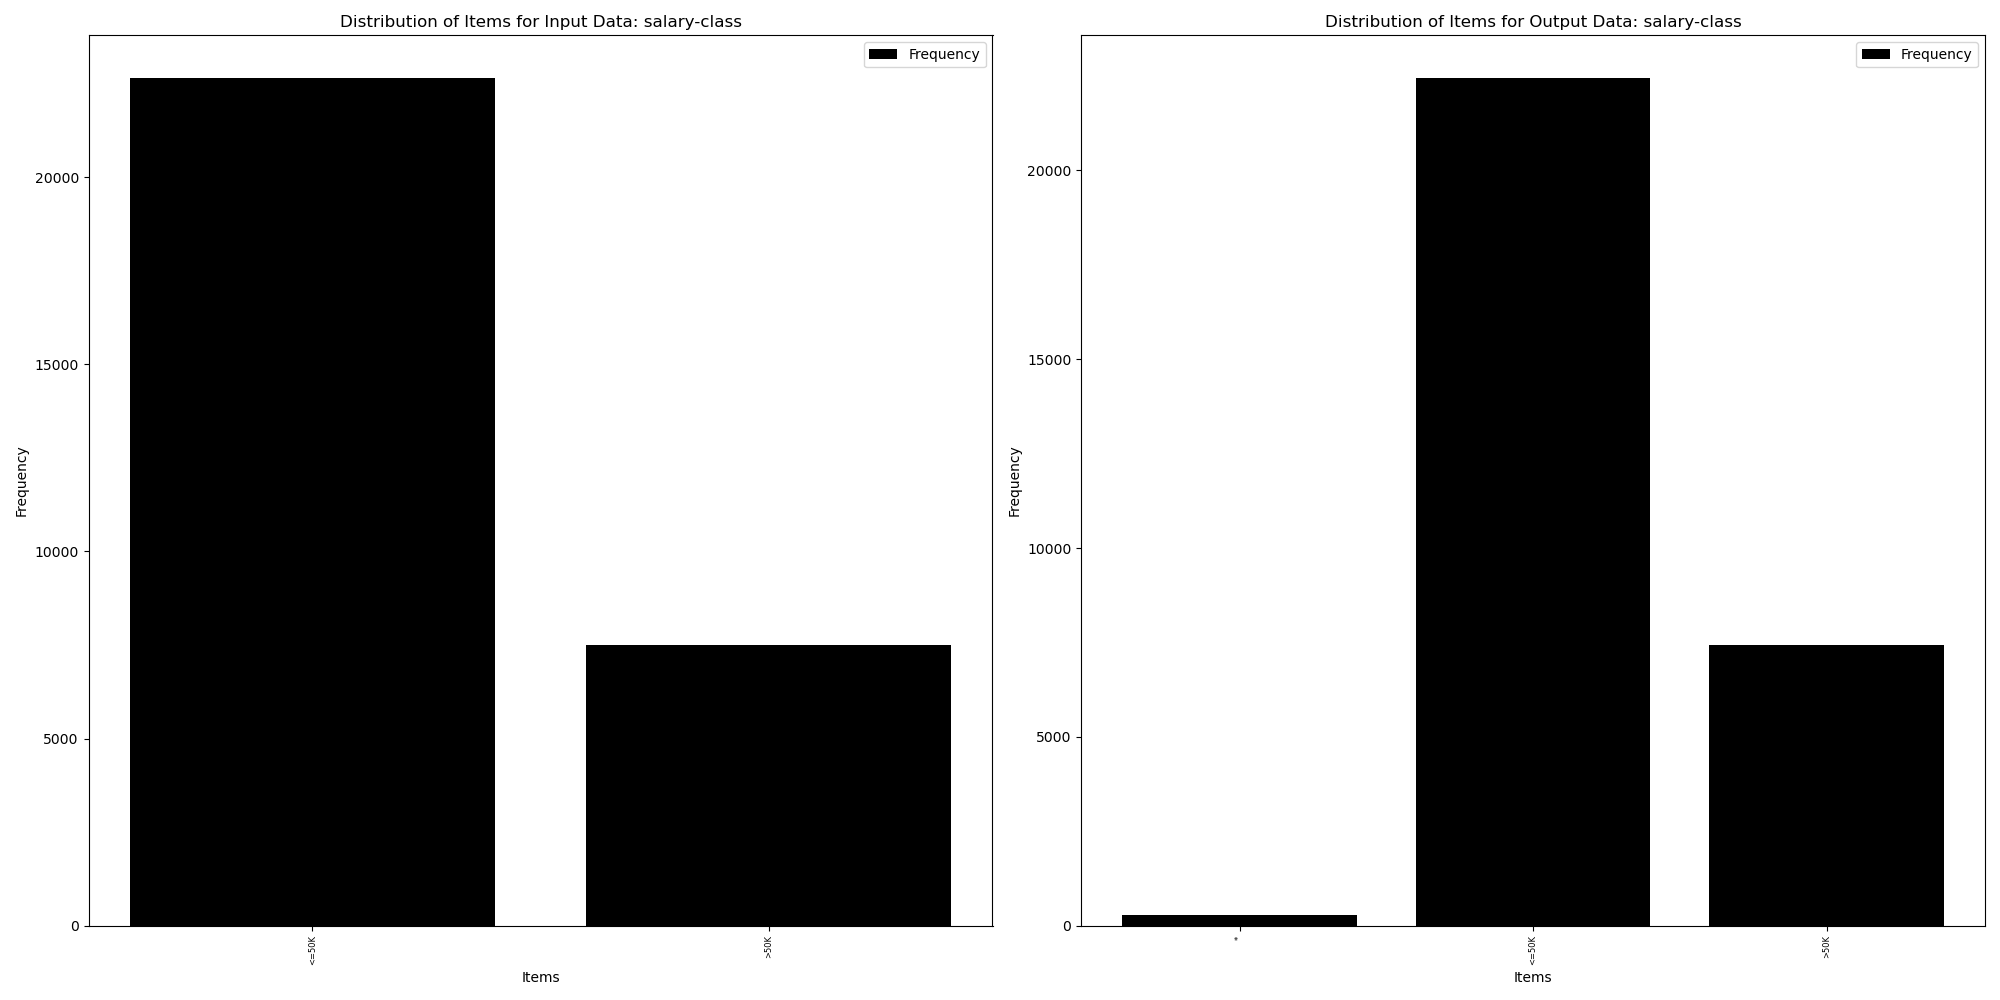 Distribution of Items for Input Data: salary-class
Frequency
20000
15000
10000
5000
0
Frequency
<=50K
>50K
Items
Distribution of Items for Output Data: salary-class
Frequency
20000
15000
10000
5000
0
Frequency
*
<=50K
>50K
Items